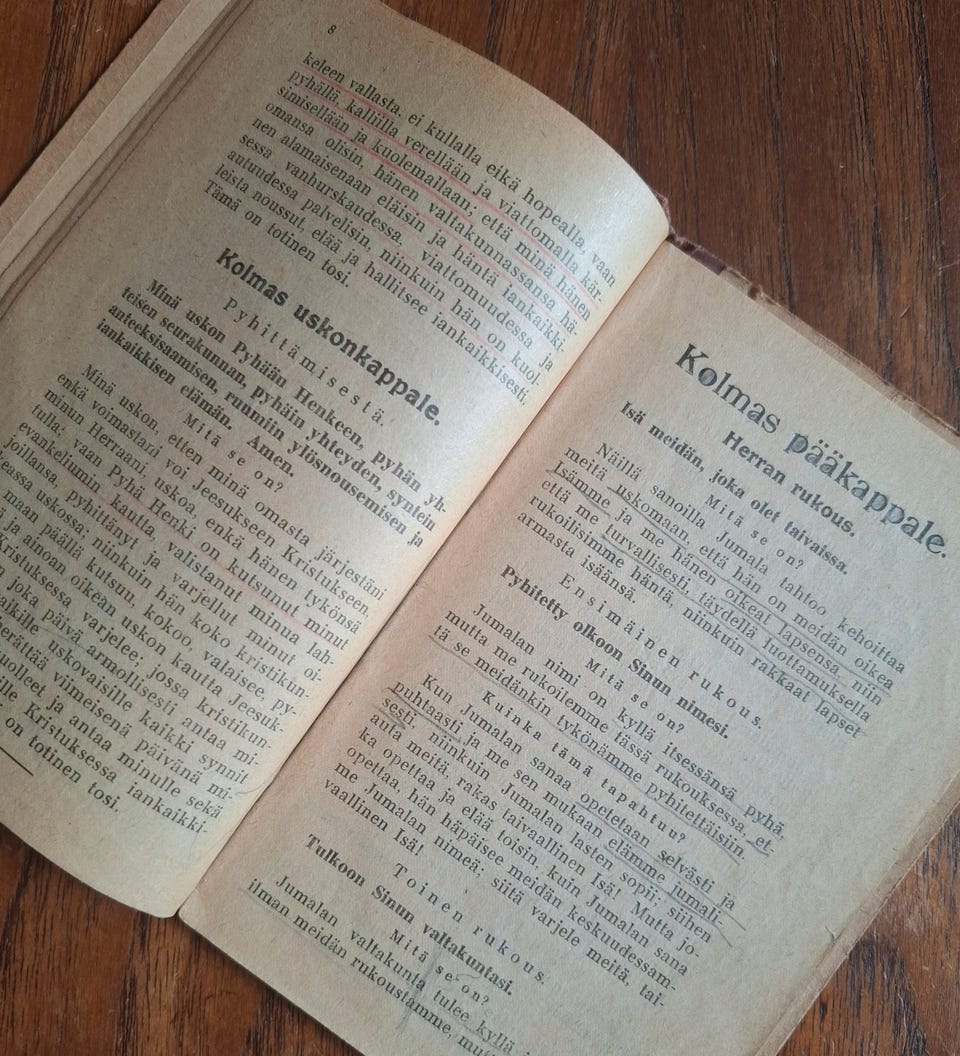 8
keleen vallasta, ei kullalla eikä hopealla, vaan
pyhällä, kalliilla verellään ja viattomalla kär-
simisellään ja kuolemallaan; että minä hänen
omansa olisin, hänen valtakunnassansa hä-
nen alamaisenaan eläisin ja häntä iankaikki-
sessa vanhurskaudessa, viattomuudessa ja
autuudessa palvelisin, niinkuin hän on kuol-
leista noussut, elää ja hallitsee iankaikkisesti.
Tämä on totinen tosi.
Kolmas uskonkappale.
Pyhittämisestä.
Minä uskon Pyhään Henkeen, pyhän yh-
teisen seurakunnan, pyhäin yhteyden, syntein
anteeksisaamisen, ruumiin ylösnousemisen ja
iankaikkisen elämän. Amen.
Mitä se on?
Minä uskon, etten minä omasta järjestäni
enkä voimastani voi Jeesukseen Kristukseen,
minun Herraani, uskoa, enkä hänen tykönsä
tulla; vaan Pyhä Henki on kutsunut minut
evankeliumin kautta, valistanut minua lah-
joillansa, pyhittänyt ja varjellut minut oi-
eassa uskossa, niinkuin hän koko kristikun-
maan päällä kutsuu, kokoo, valaisee, py-
ja ainoan oikean uskon kautta Jeesuk-
Kristuksessa varjelee; jossa kristikun-
joka päivä armollisesti antaa mi-
aikille uskovaisille kaikki synnit
erättää viimeisenä päivänä mi-
uolleet ja antaa minulle sekä
ille Kristuksessa iankaikki-
on totinen tosi.
Kolmas pääkappale.
Herran rukous.
Isä meidän, joka olet taivaissa.
Mitä se on?
Näillä sanoilla Jumala tahtoo kehoittaa
meitä uskomaan, että hän on meidän oikea
Isämme ja me hänen oikeat lapsensa, niin
että me turvallisesti täydellä luottamuksella
rukoilisimme häntä, niinkuin rakkaat lapset
armasta isäänsä.
Ensimäinen rukous.
Pyhitetty olkoon Sinun nimesi.
Mitä se on?
Jumalan nimi on kyllä itsessänsä pyhä,
mutta me rukoilemme tässä rukouksessa, et-
tä se meidänkin tykönämme pyhitettäisiin.
Kuinka tämä tapahtuu?
Kun Jumalan sanaa opetetaan selvästi ja
puhtaasti ja me sen mukaan elämme jumali-
sesti, niinkuin Jumalan lasten sopii; siihen
auta meitä, rakas taivaallinen Isä! Mutta jo-
ka opettaa ja elää toisin, kuin Jumalan sana
opettaa, hän häpäisee meidän keskuudessam-
me Jumalan nimeä; siitä varjele meitä, tai-
vaallinen Isä!
Toinen rukous.
Tulkoon Sinun valtakuntasi.
Mitä se on?
Jumalan valtakunta tulee kyllä
ilman meidän rukoustamme,